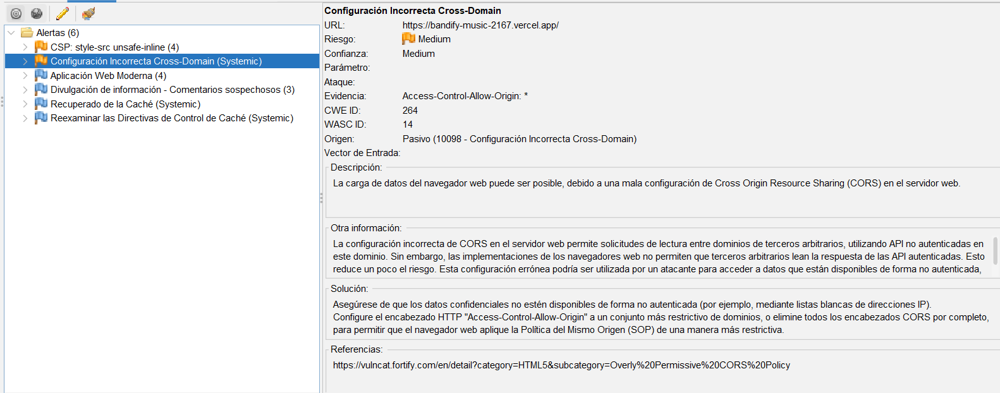 Alertas (6)
CSP: style-src unsafe-inline (4)
Configuración Incorrecta Cross-Domain (Systemic)
Aplicación Web Moderna (4)
Divulgación de información - Comentarios sospechosos (3)
Recuperado de la Caché (Systemic)
Reexaminar las Directivas de Control de Caché (Systemic)
Configuración Incorrecta Cross-Domain
URL: https://bandify-music-2167.vercel.app/
Riesgo: Medium
Confianza: Medium
Parámetro:
Ataque:
Evidencia: Access-Control-Allow-Origin: *
CWE ID: 264
WASC ID: 14
Origen: Pasivo (10098 - Configuración Incorrecta Cross-Domain)
Vector de Entrada:
Descripción:
La carga de datos del navegador web puede ser posible, debido a una mala configuración de Cross Origin Resource Sharing (CORS) en el servidor web.
Otra información:
La configuración incorrecta de CORS en el servidor web permite solicitudes de lectura entre dominios de terceros arbitrarios, utilizando API no autenticadas en
este dominio. Sin embargo, las implementaciones de los navegadores web no permiten que terceros arbitrarios lean la respuesta de las API autenticadas. Esto
reduce un poco el riesgo. Esta configuración errónea podría ser utilizada por un atacante para acceder a datos que están disponibles de forma no autenticada,
Solución:
Asegúrese de que los datos confidenciales no estén disponibles de forma no autenticada (por ejemplo, mediante listas blancas de direcciones IP).
Configure el encabezado HTTP "Access-Control-Allow-Origin" a un conjunto más restrictivo de dominios, o elimine todos los encabezados CORS por completo,
para permitir que el navegador web aplique la Política del Mismo Origen (SOP) de una manera más restrictiva.
Referencias:
https://vulncat.fortify.com/en/detail?category=HTML5&subcategory=Overly%20Permissive%20CORS%20Policy